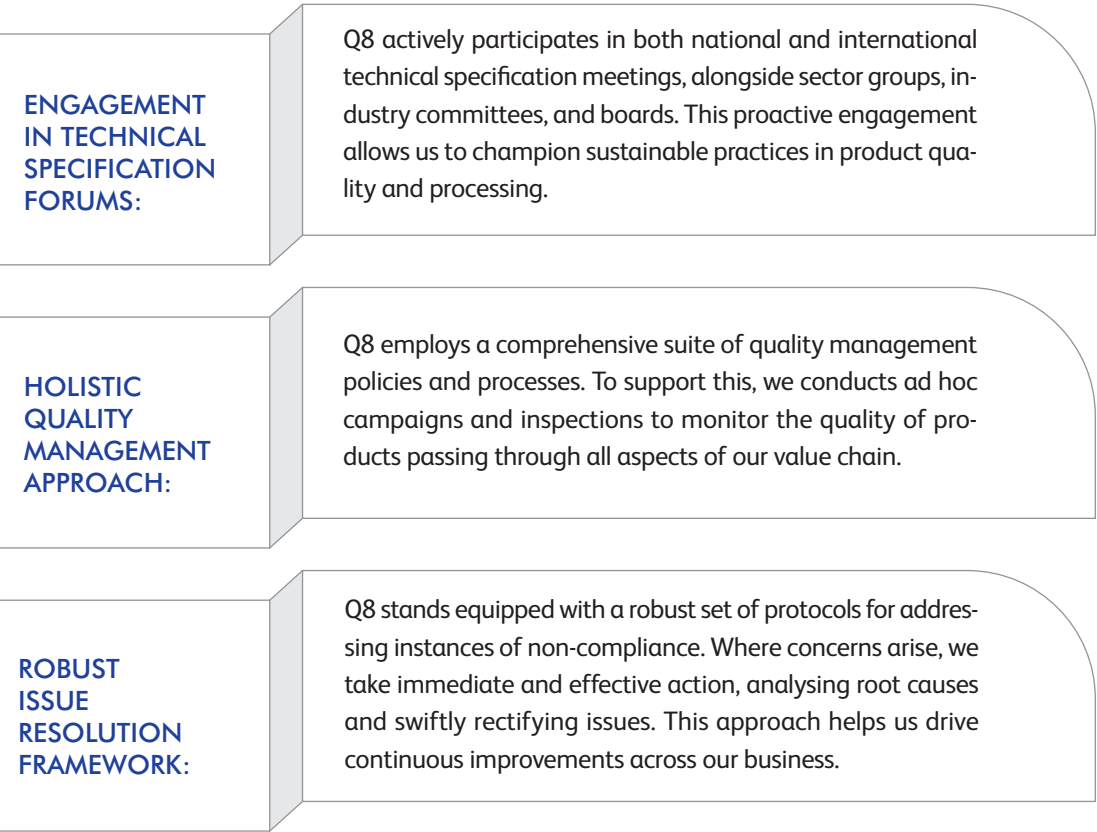 ENGAGEMENT
IN TECHNICAL
SPECIFICATION
FORUMS:
Q8 actively participates in both national and international
technical specification meetings, alongside sector groups, in-
dustry committees, and boards. This proactive engagement
allows us to champion sustainable practices in product qua-
lity and processing.
HOLISTIC
QUALITY
MANAGEMENT
APPROACH:
Q8 employs a comprehensive suite of quality management
policies and processes. To support this, we conducts ad hoc
campaigns and inspections to monitor the quality of pro-
ducts passing through all aspects of our value chain.
ROBUST
ISSUE
RESOLUTION
FRAMEWORK:
Q8 stands equipped with a robust set of protocols for addres-
sing instances of non-compliance. Where concerns arise, we
take immediate and effective action, analysing root causes
and swiftly rectifying issues. This approach helps us drive
continuous improvements across our business.